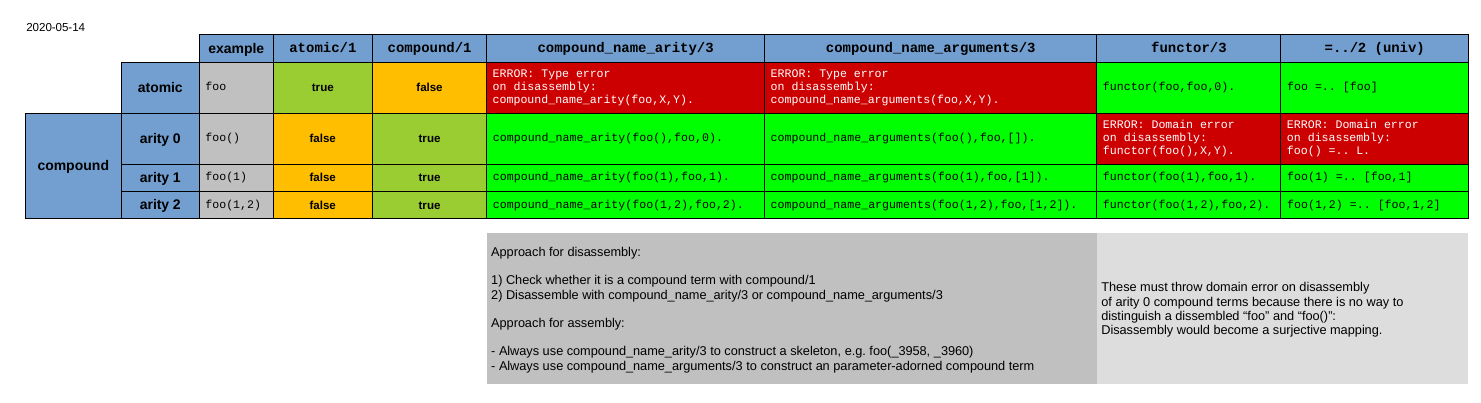 2020-05-14
example atomic/1 compound/1 compound_name_arity/3 compound_name_arguments/3 functor/3 =../2 (univ)
atomic foo true false ERROR: Type error
on disassembly:
compound_name_arity(foo,X,Y).
ERROR: Type error
on disassembly:
compound_name_arguments(foo,X,Y).
functor(foo,foo,0). foo =.. [foo]
compound
arity 0 foo() false true compound_name_arity(foo(),foo,0). compound_name_arguments(foo(),foo,[]).
ERROR: Domain error
on disassembly:
functor(foo(),X,Y).
ERROR: Domain error
on disassembly:
foo() =.. L.
arity 1 foo(1) false true compound_name_arity(foo(1),foo,1). compound_name_arguments(foo(1),foo,[1]). functor(foo(1),foo,1). foo(1) =.. [foo,1]
arity 2 foo(1,2) false true compound_name_arity(foo(1,2),foo,2). compound_name_arguments(foo(1,2),foo,[1,2]). functor(foo(1,2),foo,2). foo(1,2) =.. [foo,1,2]
Approach for disassembly:
1) Check whether it is a compound term with compound/1
2) Disassemble with compound_name_arity/3 or compound_name_arguments/3
Approach for assembly:
- Always use compound_name_arity/3 to construct a skeleton, e.g. foo(_3958, _3960)
- Always use compound_name_arguments/3 to construct an parameter-adorned compound term
These must throw domain error on disassembly
of arity 0 compound terms because there is no way to
distinguish a dissembled “foo” and “foo()”:
Disassembly would become a surjective mapping.